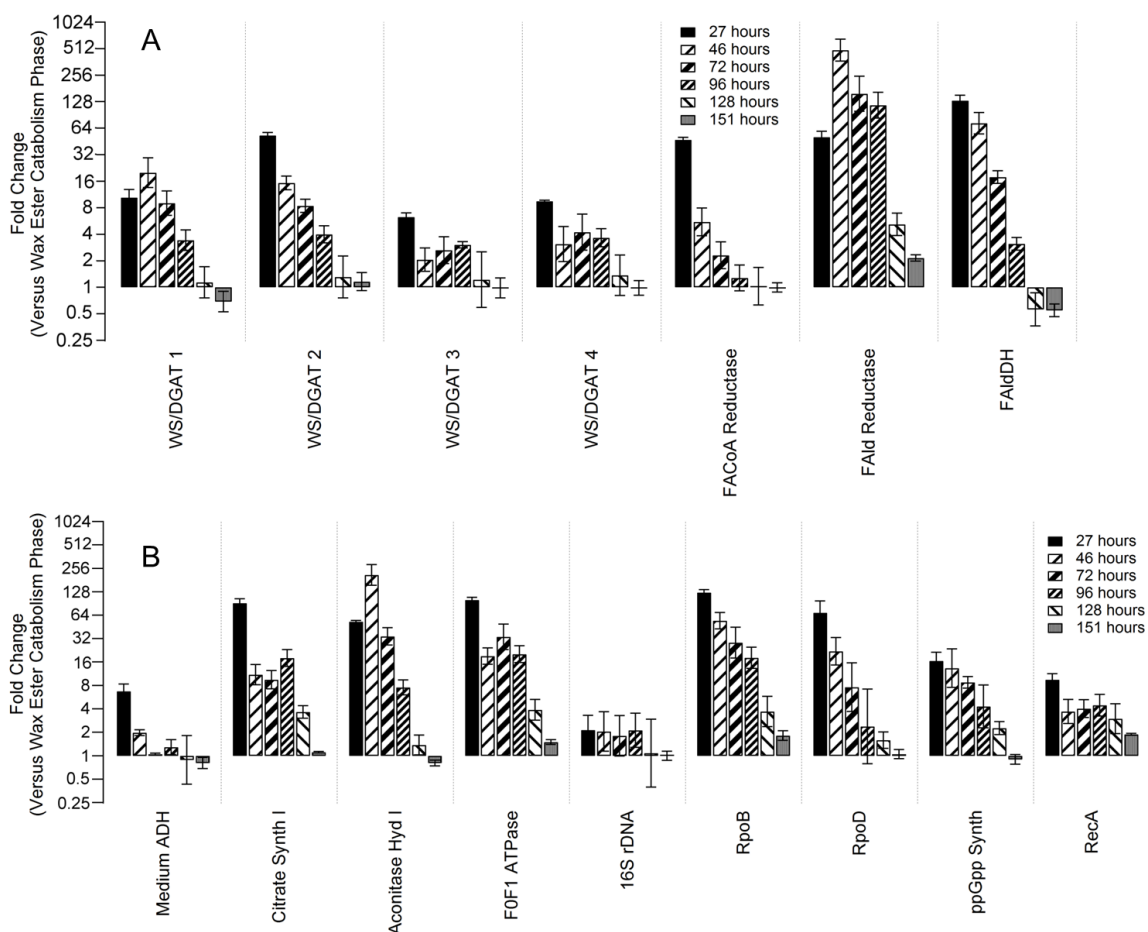 A
Fold Change
(Versus Wax Ester Catabolism Phase)
1024
512
256
128
64
32
16
8
4
2
1
0.5
0.25
27 hours
46 hours
72 hours
96 hours
128 hours
151 hours
WS/DGAT 1
WS/DGAT 2
WS/DGAT 3
WS/DGAT 4
FACoA Reductase
FAld Reductase
FAldDH
B
Fold Change
(Versus Wax Ester Catabolism Phase)
1024
512
256
128
64
32
16
8
4
2
1
0.5
0.25
27 hours
46 hours
72 hours
96 hours
128 hours
151 hours
Medium ADH
Citrate Synth I
Aconitase Hyd I
F0F1 ATPase
16S rDNA
RpoB
RpoD
ppGpp Synth
RecA